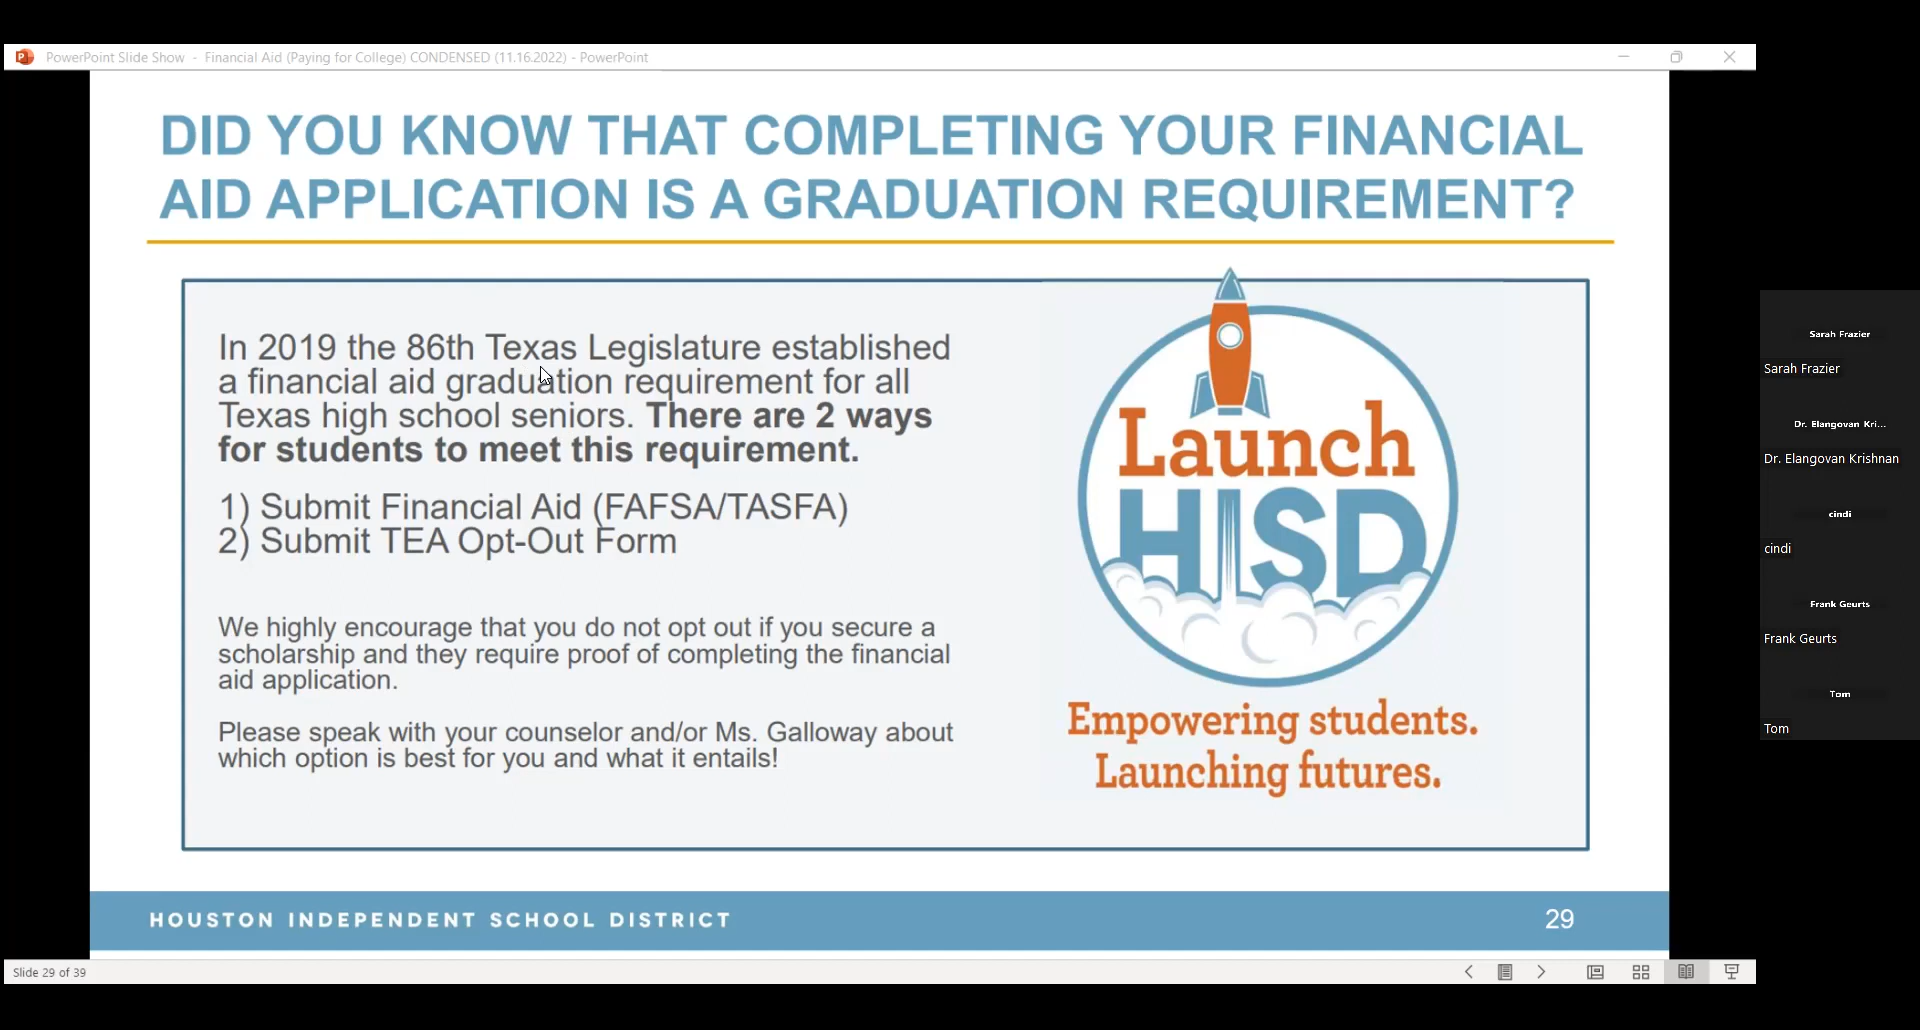 PowerPoint Slide Show - Financial Aid (Paying for College) CONDENSED (11.16.2022) - PowerPoint
DID YOU KNOW THAT COMPLETING YOUR FINANCIAL
AID APPLICATION IS A GRADUATION REQUIREMENT?
In 2019 the 86th Texas Legislature established
a financial aid graduation requirement for all
Texas high school seniors. There are 2 ways
for students to meet this requirement.
1) Submit Financial Aid (FAFSA/TASFA)
2) Submit TEA Opt-Out Form
We highly encourage that you do not opt out if you secure a
scholarship and they require proof of completing the financial
aid application.
Please speak with your counselor and/or Ms. Galloway about
which option is best for you and what it entails!
Launch
HISD
Empowering students.
Launching futures.
HOUSTON INDEPENDENT SCHOOL DISTRICT
29
Slide 29 of 39
Sarah Frazier
Sarah Frazier
Dr. Elangovan Kri...
Dr. Elangovan Krishnan
cindi
cindi
Frank Geurts
Frank Geurts
Tom
Tom